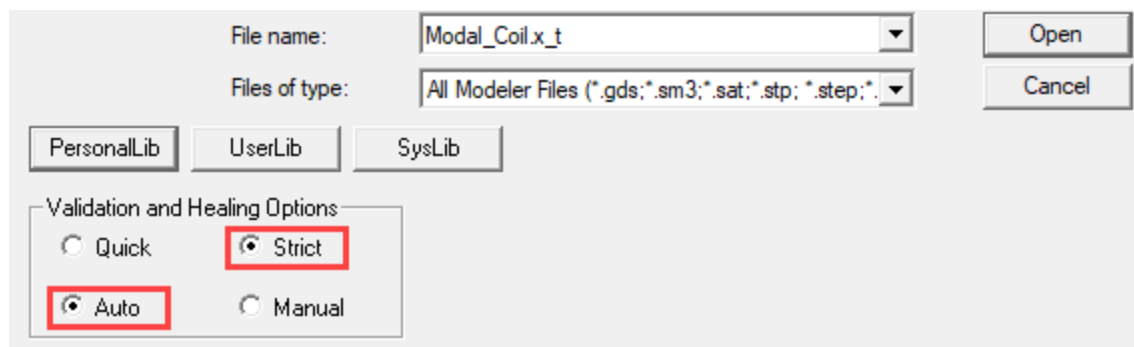 File name: Modal_Coil.x_t Open
Files of type: All Modeler Files (*.gds;*.sm3;*.sat;*.stp; *.step;*. Cancel
PersonalLib UserLib SysLib
Validation and Healing Options
Quick Strict
Auto Manual